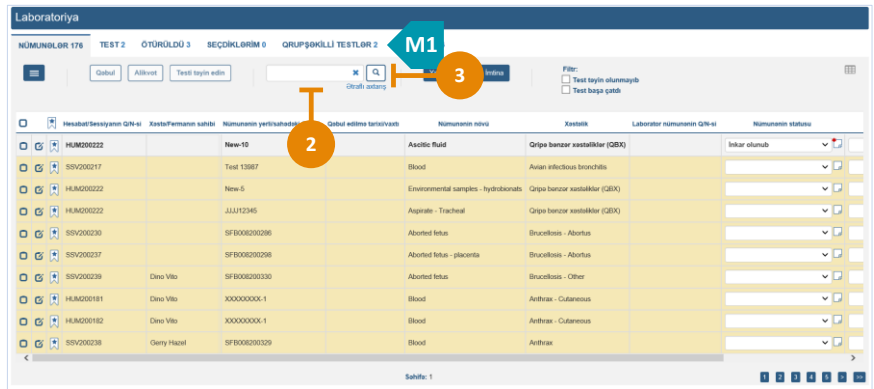 Laboratoriya
NÜMUNƏLƏR 176 TEST 2 ÖTÜRÜLDÜ 3 SEÇDİKLƏRİM 0 QRUPŞƏKİLLİ TESTLƏR 2 M1
Qəbul Alikvot Testi təyin edin İmtina
Ətraflı axtarış
3
2
Filtr:
Test təyin olunmayıb
Test başa çatdı
Hesabat/Sessiyanın Q/N-si Xəstə/Fermanın sahibi Nümunənin yerli/sahədəki Qəbul edilmə tarixi/vaxtı Nümunənin növü Xəstəlik Laborator nümunənin Q/N-si Nümunənin statusu
HUM200222 New-10 Ascitic fluid Qripə bənzər xəstəliklər (QBX) İnkar olunub
SSV200217 Test 13987 Blood Avian infectious bronchitis
HUM200222 New-5 Environmental samples - hydrobionats Qripə bənzər xəstəliklər (QBX)
HUM200222 JJJJ12345 Aspirate - Tracheal Qripə bənzər xəstəliklər (QBX)
SSV200230 SFB008200286 Aborted fetus Brucellosis - Abortus
SSV200237 SFB008200298 Aborted fetus - placenta Brucellosis - Abortus
SSV200239 Dino Vito SFB008200330 Aborted fetus Brucellosis - Other
HUM200181 Dino Vito XXXXXXXX-1 Blood Anthrax - Cutaneous
HUM200182 Dino Vito XXXXXXXX-1 Blood Anthrax - Cutaneous
SSV200238 Gerry Hazel SFB008200329 Blood Anthrax
Səhifə: 1
1 2 3 4 5 > >>